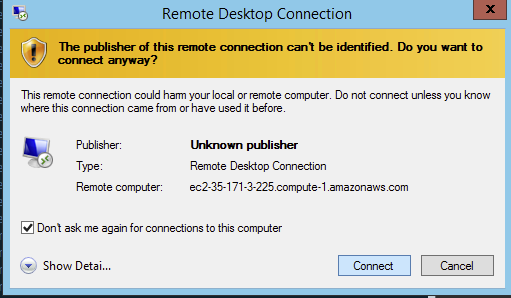 Remote Desktop Connection
X
The publisher of this remote connection can't be identified. Do you want to
connect anyway?
This remote connection could harm your local or remote computer. Do not connect unless you know
where this connection came from or have used it before.
Publisher: Unknown publisher
Type: Remote Desktop Connection
Remote computer: ec2-35-171-3-225.compute-1.amazonaws.com
Don't ask me again for connections to this computer
Show Detai... Connect Cancel